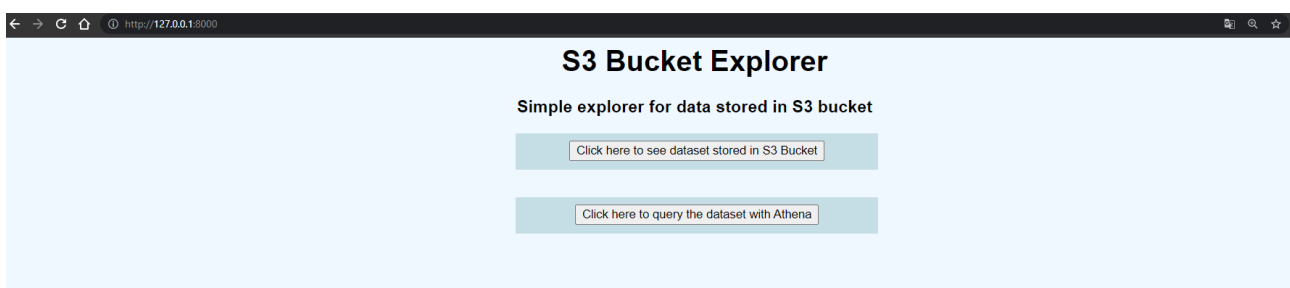 http://127.0.0.1:8000
S3 Bucket Explorer
Simple explorer for data stored in S3 bucket
Click here to see dataset stored in S3 Bucket
Click here to query the dataset with Athena